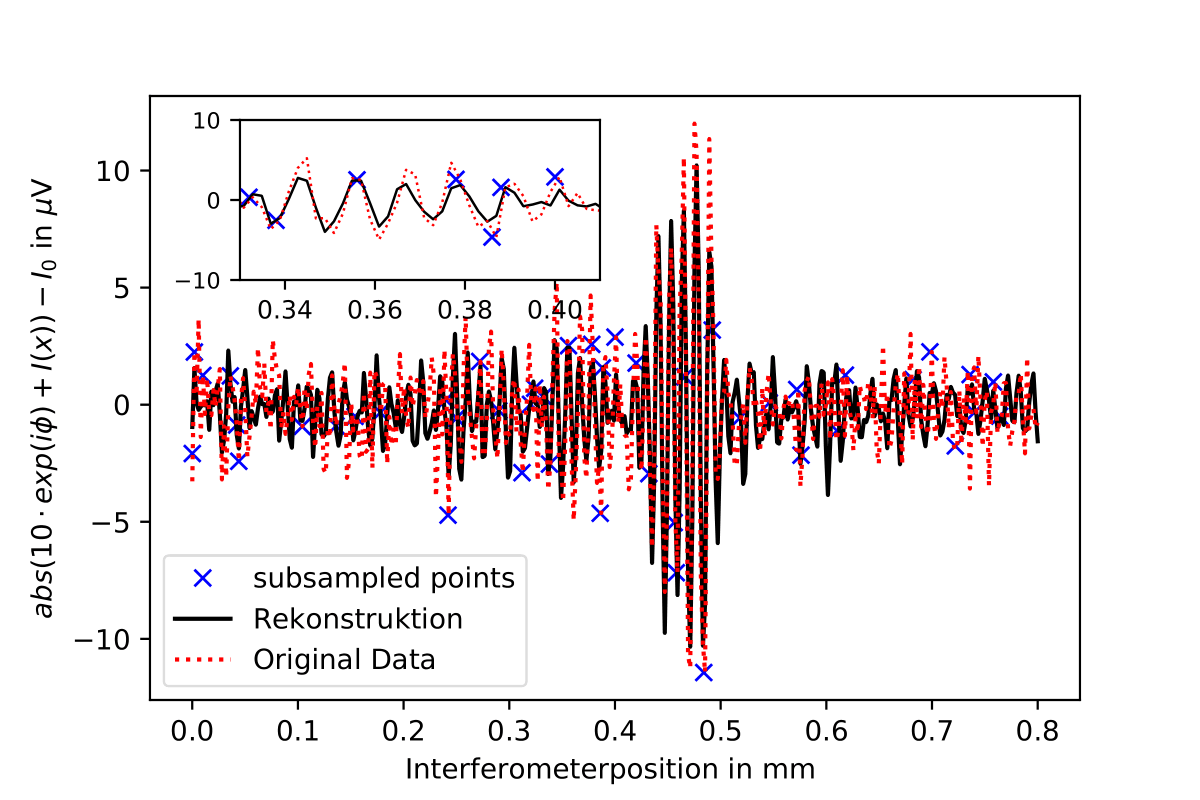 abs(10 · exp(iϕ) + I(x)) − I₀ in μV
10
5
0
−5
−10
10
0
−10
0.34 0.36 0.38 0.40
subsampled points
Rekonstruktion
Original Data
0.0 0.1 0.2 0.3 0.4 0.5 0.6 0.7 0.8
Interferometerposition in mm